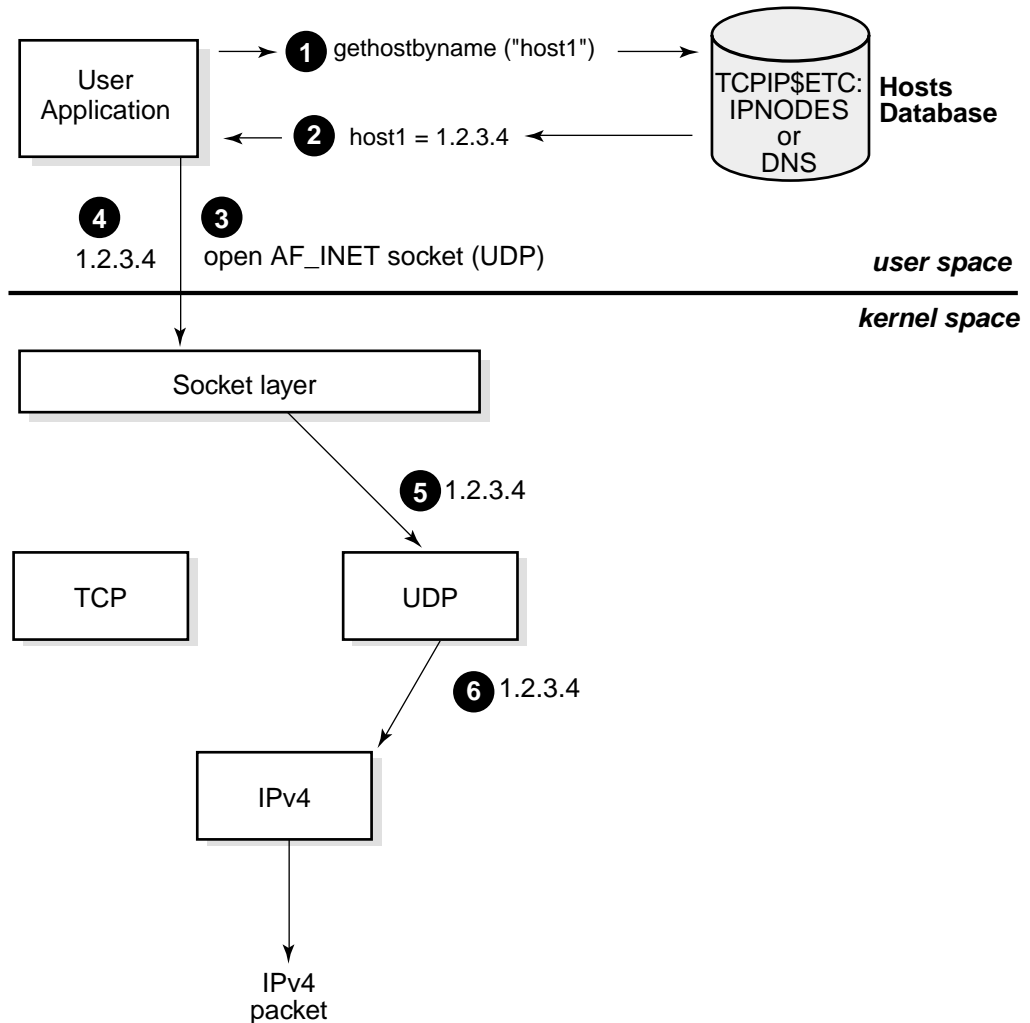 1 gethostbyname ("host1")
User
Application
TCPIP$ETC:
IPNODES
or
DNS
Hosts
Database
2 host1 = 1.2.3.4
4
1.2.3.4
3
open AF_INET socket (UDP)
user space
kernel space
Socket layer
5 1.2.3.4
TCP
UDP
6 1.2.3.4
IPv4
IPv4
packet